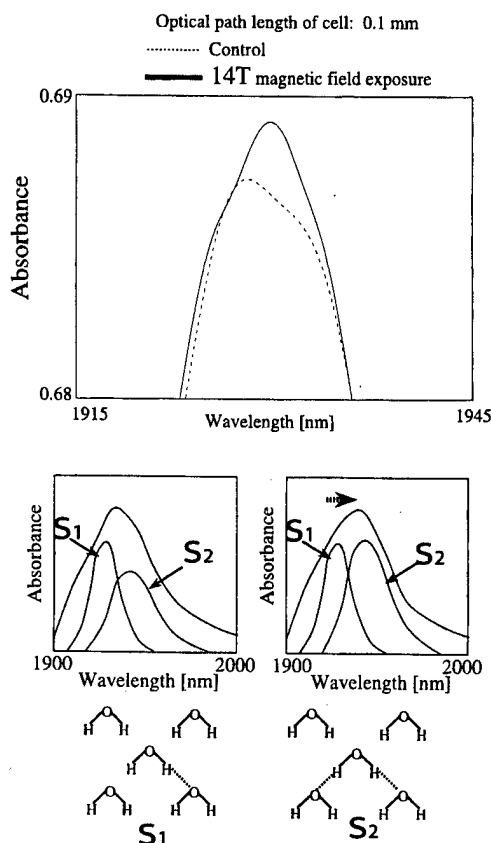 Optical path length of cell: 0.1 mm
Control
14T magnetic field exposure
0.69
Absorbance
0.68
1915
Wavelength [nm]
1945
S1
S2
Absorbance
1900
2000
Wavelength [nm]
S1
S2
Absorbance
1900
2000
Wavelength [nm]
O
H H
O
H H
O
H H
O
H H
O
H H
S1
O
H H
O
H H
O
H H
O
H H
O
H H
S2